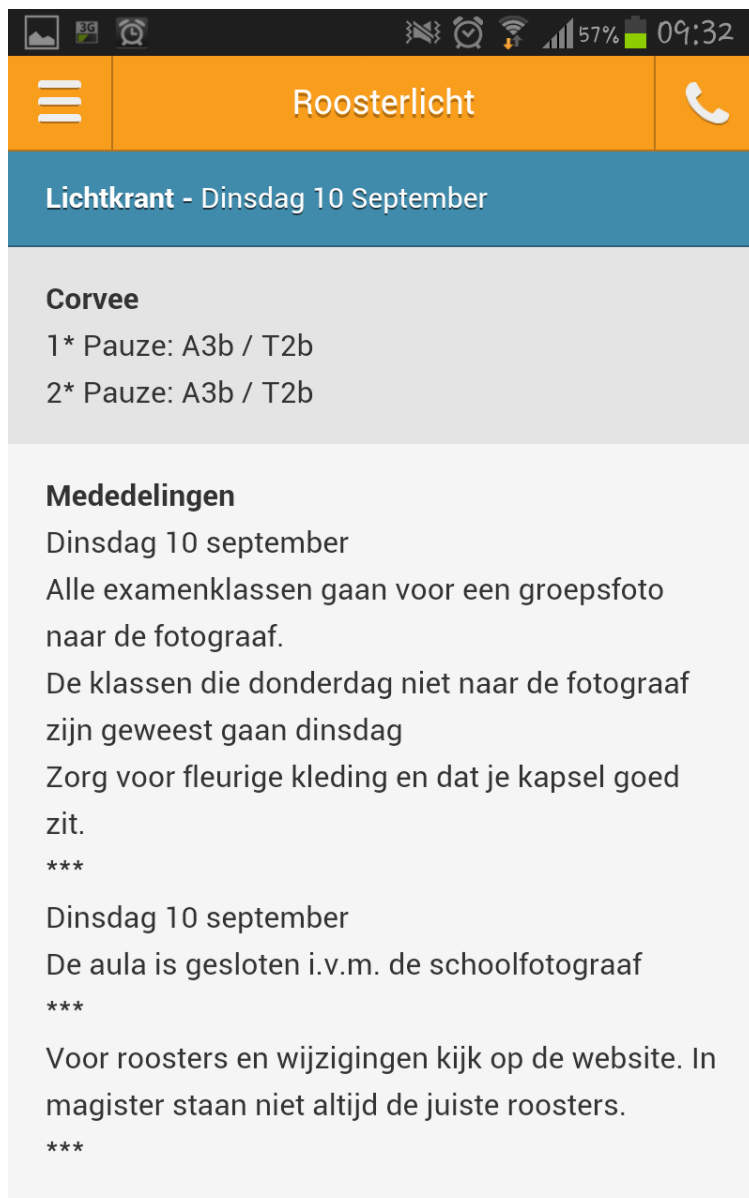 3G
57%
09:32
Roosterlicht
Lichtkrant - Dinsdag 10 September
Corvee
1* Pauze: A3b / T2b
2* Pauze: A3b / T2b
Mededelingen
Dinsdag 10 september
Alle examenklassen gaan voor een groepsfoto
naar de fotograaf.
De klassen die donderdag niet naar de fotograaf
zijn geweest gaan dinsdag
Zorg voor fleurige kleding en dat je kapsel goed
zit.
***
Dinsdag 10 september
De aula is gesloten i.v.m. de schoolfotograaf
***
Voor roosters en wijzigingen kijk op de website. In
magister staan niet altijd de juiste roosters.
***